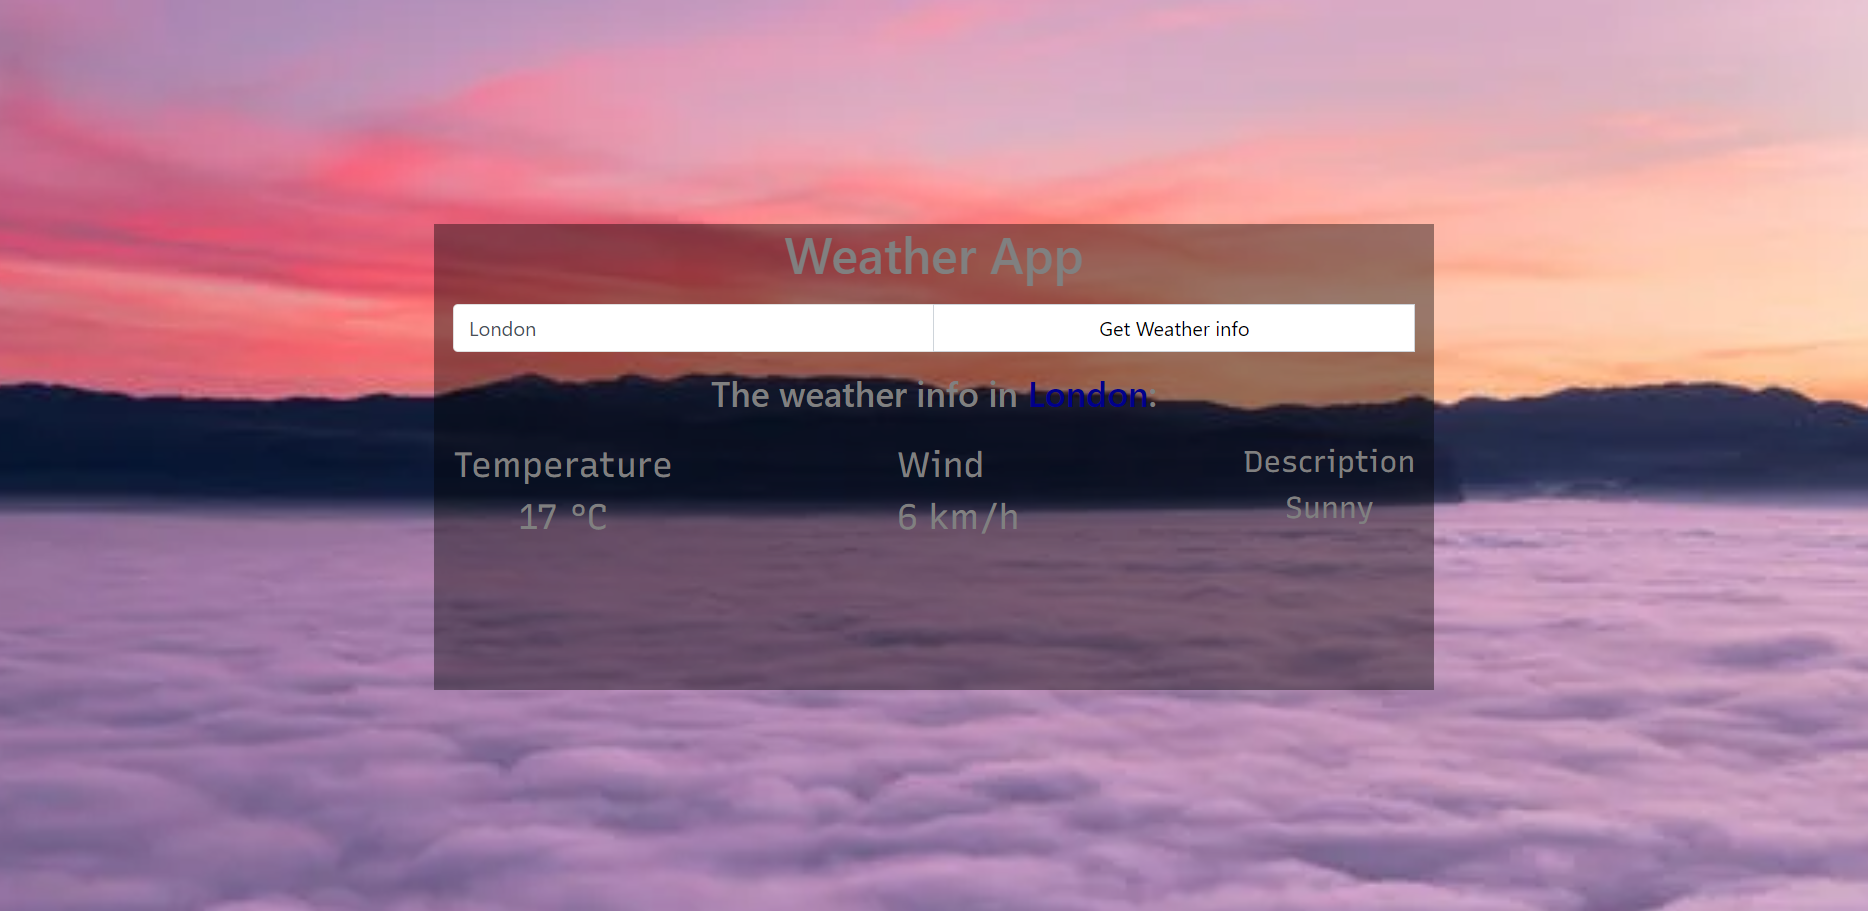 Weather App
London Get Weather info
The weather info in London:
Temperature Wind Description
17 °C 6 km/h Sunny